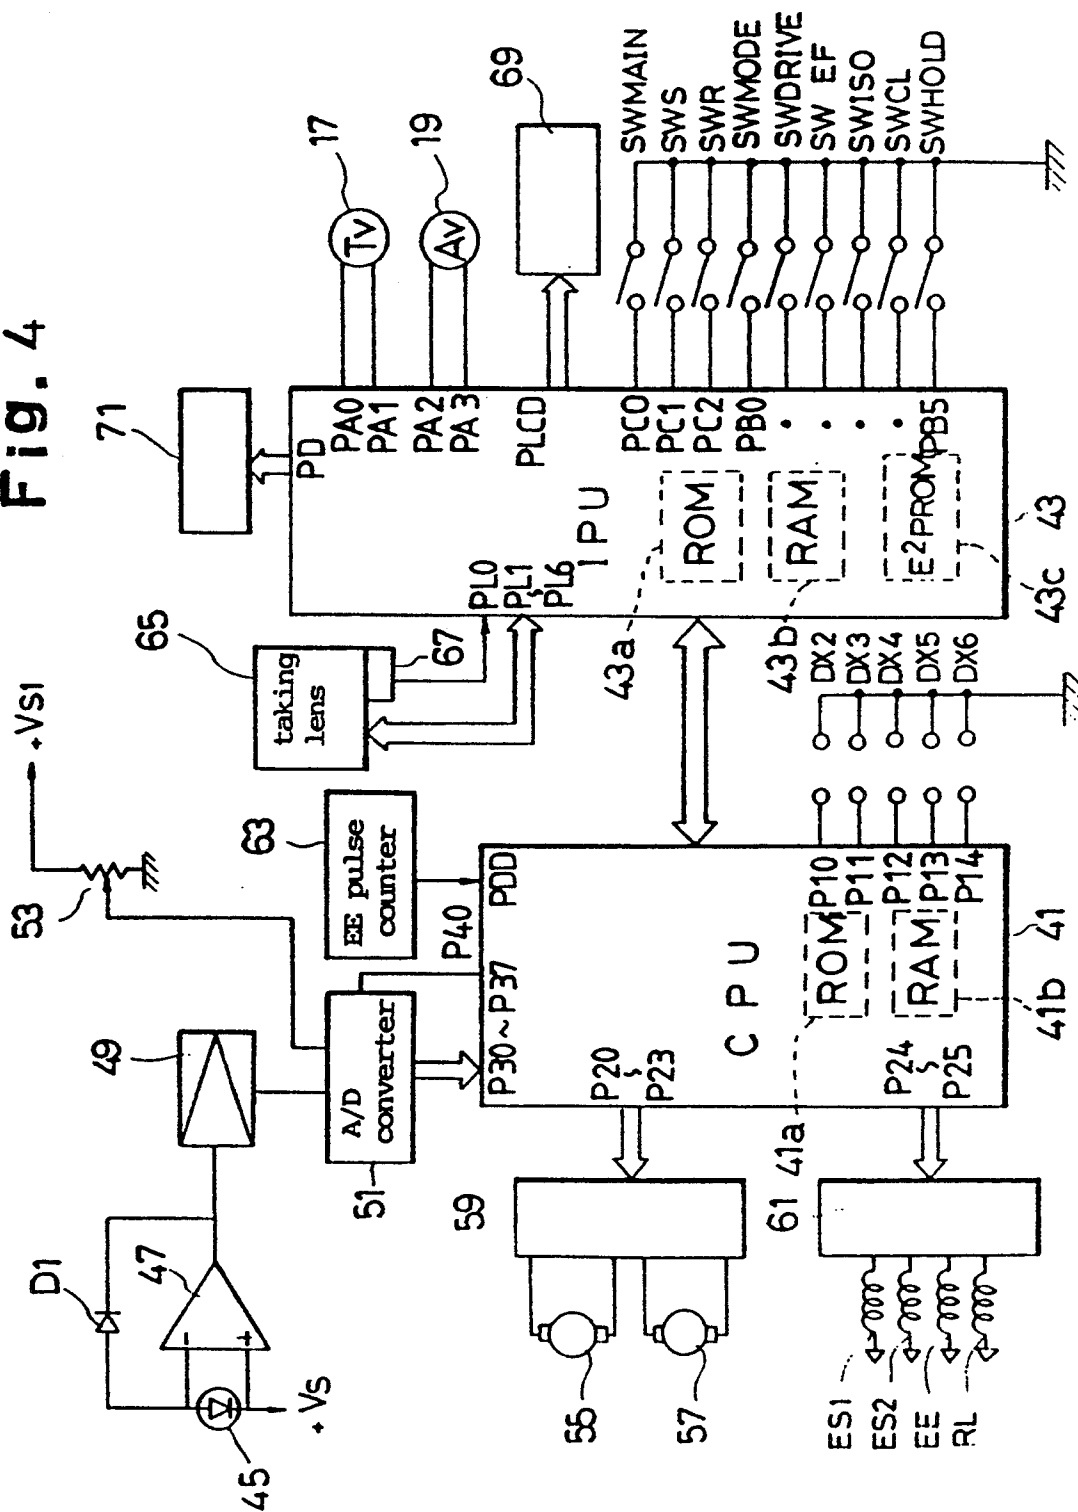 Fig. 4
71
17
19
69
Tv
Av
SWMAIN
SWS
SWR
SWMODE
SWDRIVE
SW EF
SWISO
SWCL
SWHOLD
PD
PA0
PA1
PA2
PA3
PLCD
PC0
PC1
PC2
PB0
PB5
PL0
PL1
PL6
IPU
ROM
RAM
E²PROM
43
43a
43b
43c
65
67
taking
lens
+Vs1
53
63
EE pulse
counter
DX2
DX3
DX4
DX5
DX6
P40
PDD
P30~P37
P10
P11
P12
P13
P14
CPU
ROM
RAM
41
41a
41b
P20
P23
P24
P25
49
A/D
converter
51
D1
47
-
+
45
+Vs
59
61
57
ES1
ES2
EE
RL